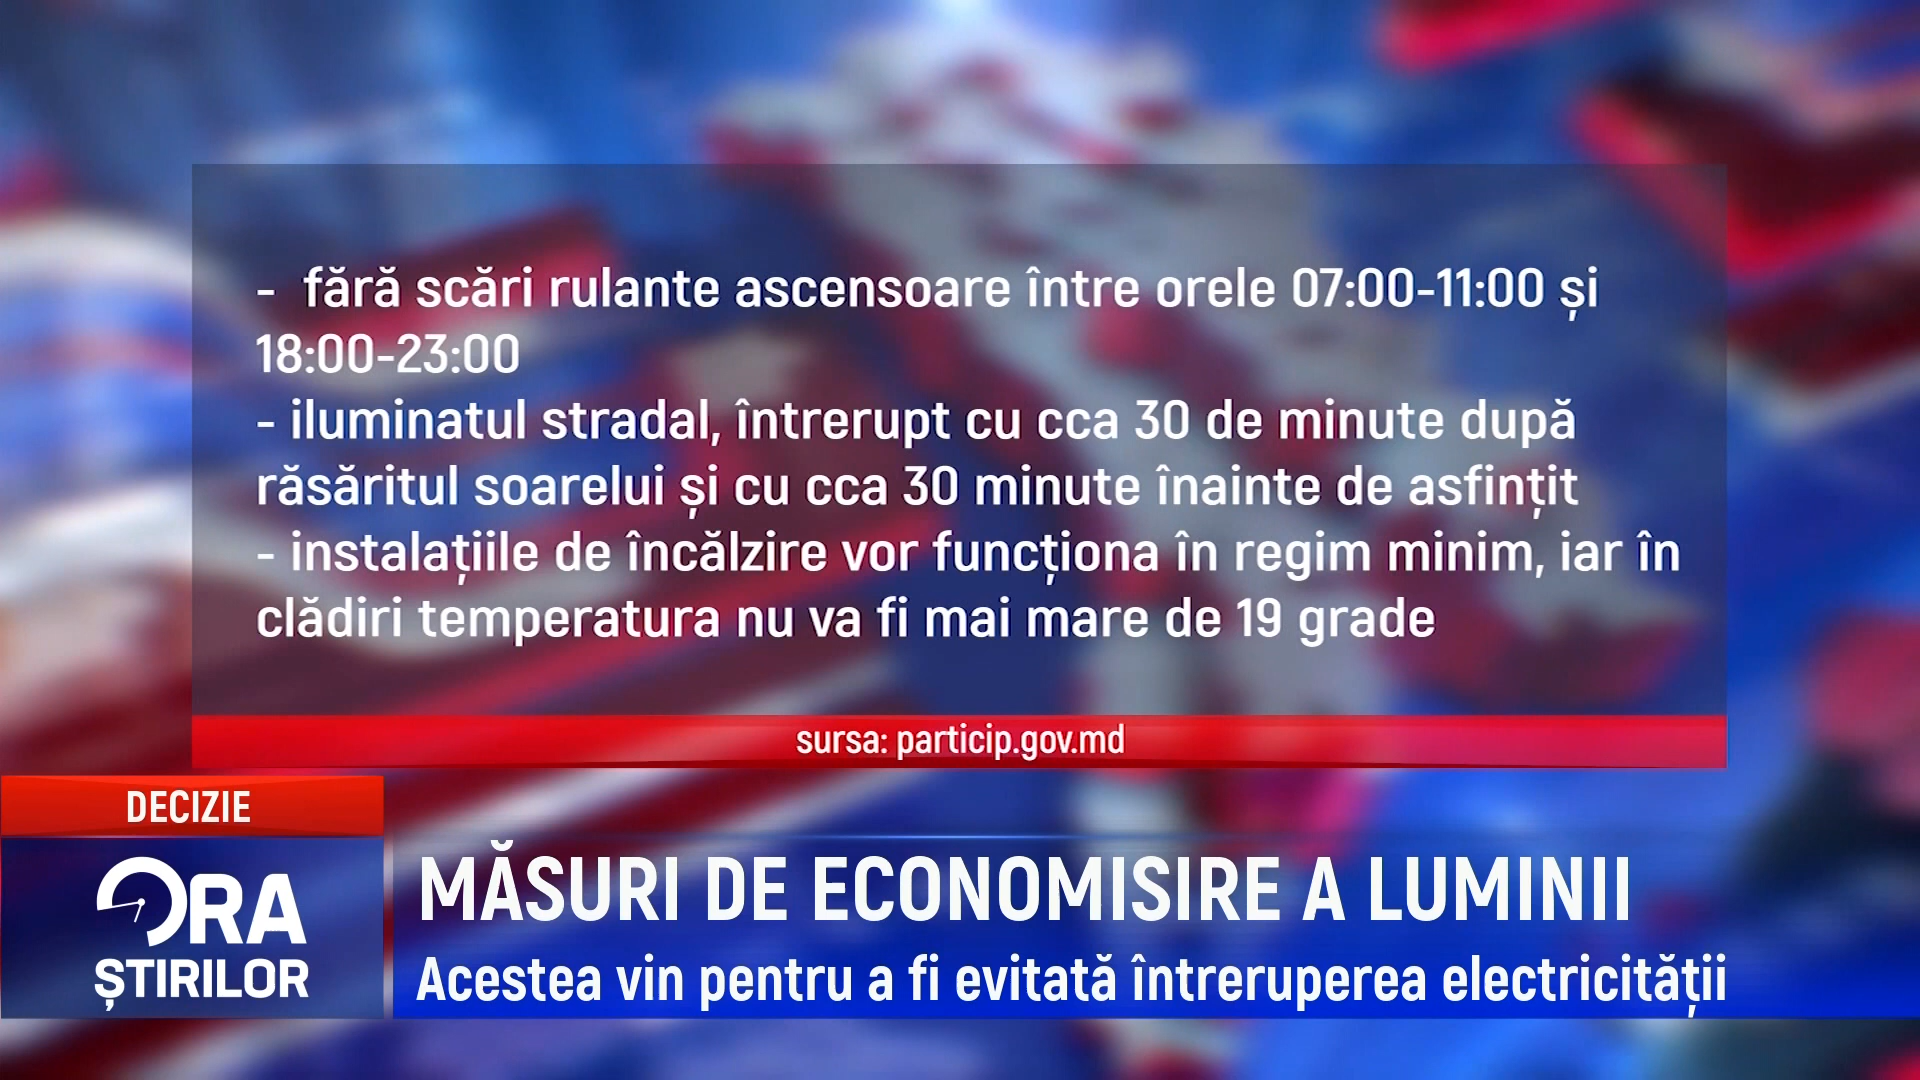 -  fără scări rulante ascensoare între orele 07:00-11:00 și
18:00-23:00
- iluminatul stradal, întrerupt cu cca 30 de minute după
răsăritul soarelui și cu cca 30 minute înainte de asfințit
- instalațiile de încălzire vor funcționa în regim minim, iar în
clădiri temperatura nu va fi mai mare de 19 grade
sursa: particip.gov.md
DECIZIE
ORA
ȘTIRILOR
MĂSURI DE ECONOMISIRE A LUMINII
Acestea vin pentru a fi evitată întreruperea electricității